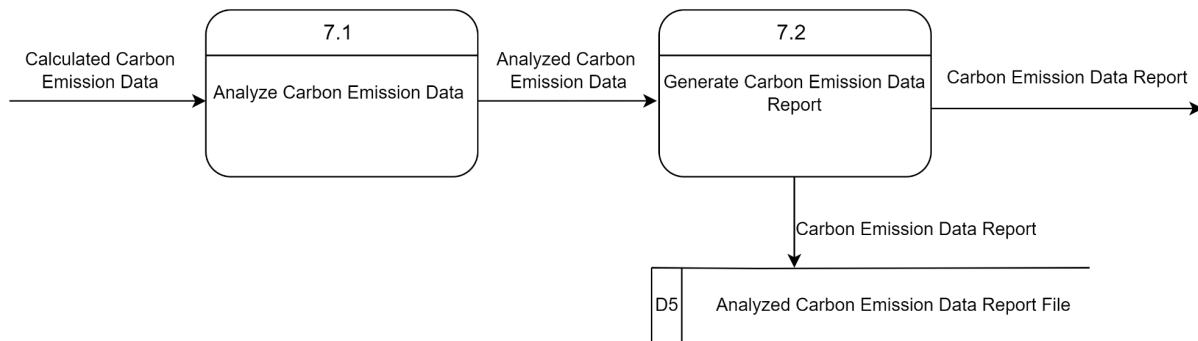 7.1
7.2
Calculated Carbon
Emission Data
Analyze Carbon Emission Data
Analyzed Carbon
Emission Data
Generate Carbon Emission Data
Report
Carbon Emission Data Report
Carbon Emission Data Report
D5
Analyzed Carbon Emission Data Report File